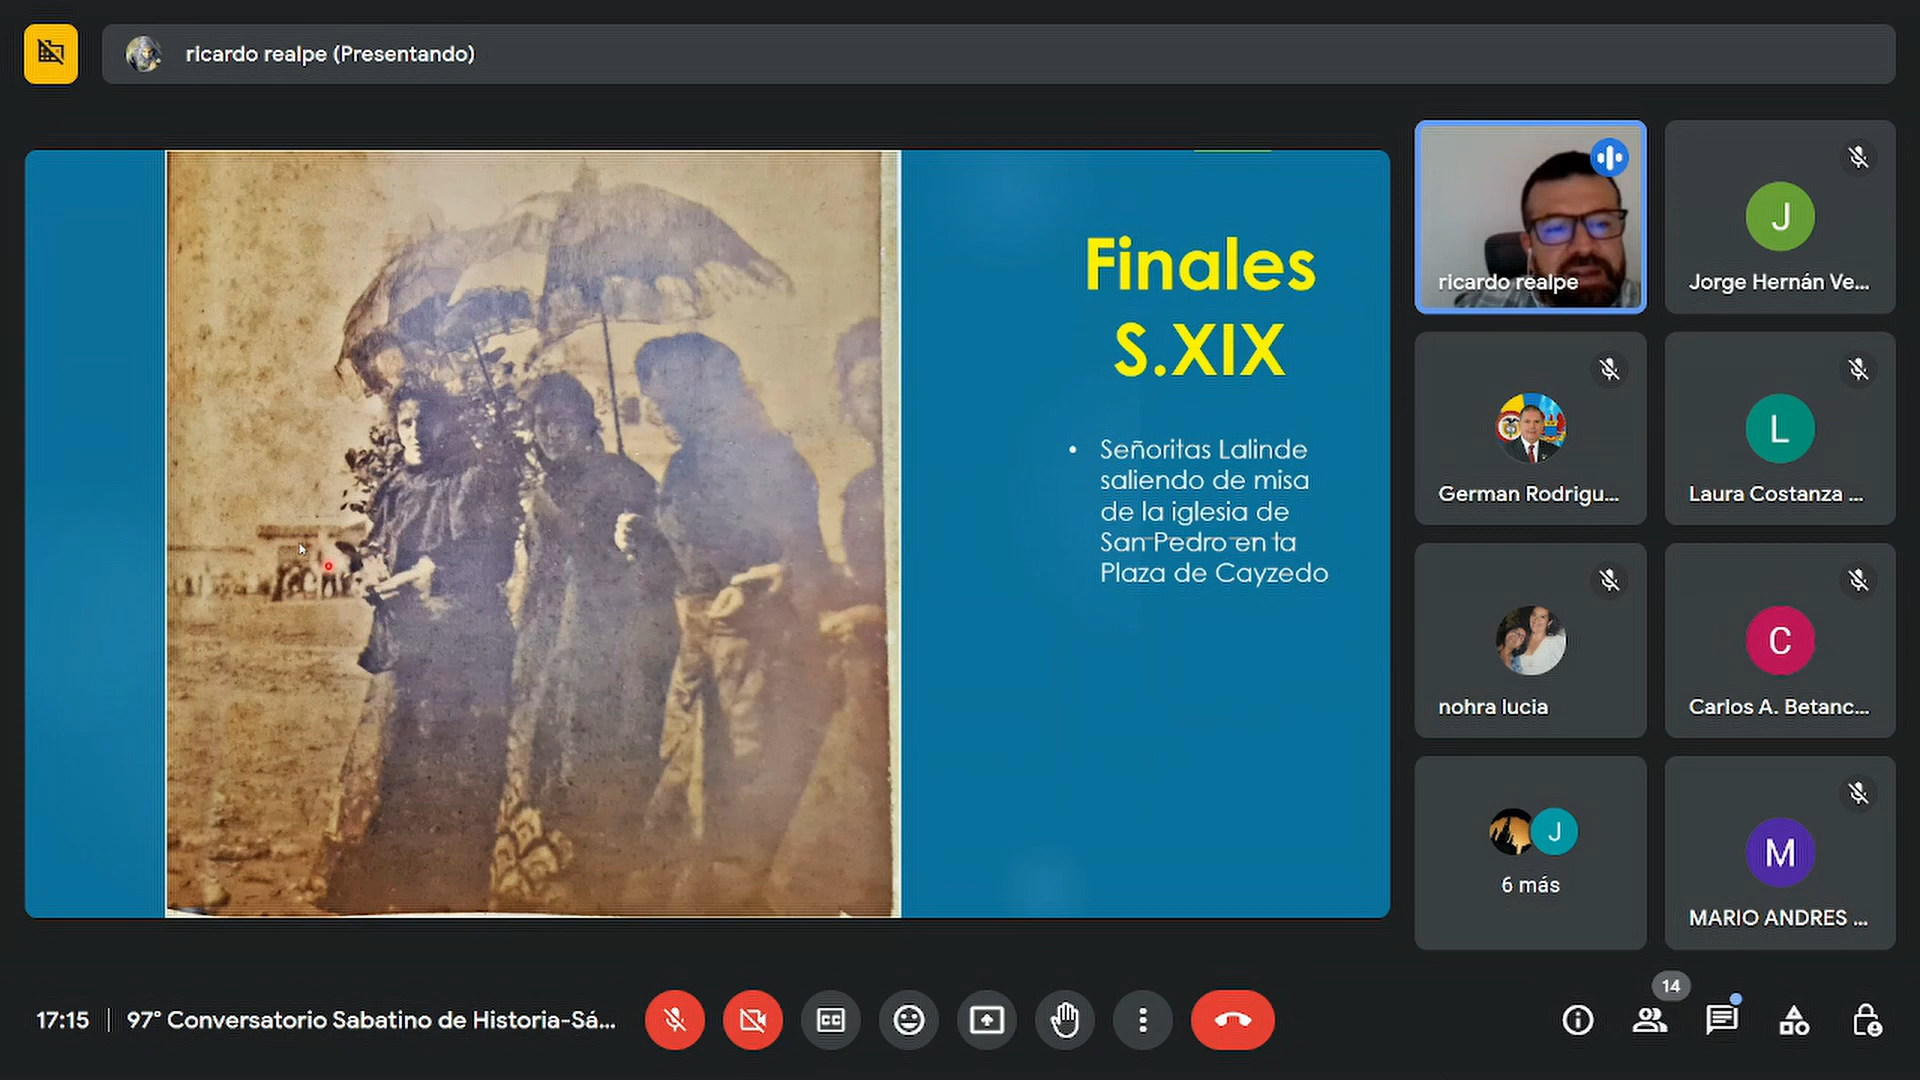 ricardo realpe (Presentando)
Finales
S.XIX
• Señoritas Lalinde
saliendo de misa
de la iglesia de
San Pedro en la
Plaza de Cayzedo
ricardo realpe
J
Jorge Hernán Ve...
German Rodrigu...
L
Laura Costanza ...
nohra lucia
C
Carlos A. Betanc...
J
6 más
M
MARIO ANDRES ...
17:15 | 97° Conversatorio Sabatino de Historia-Sá...
CC
14